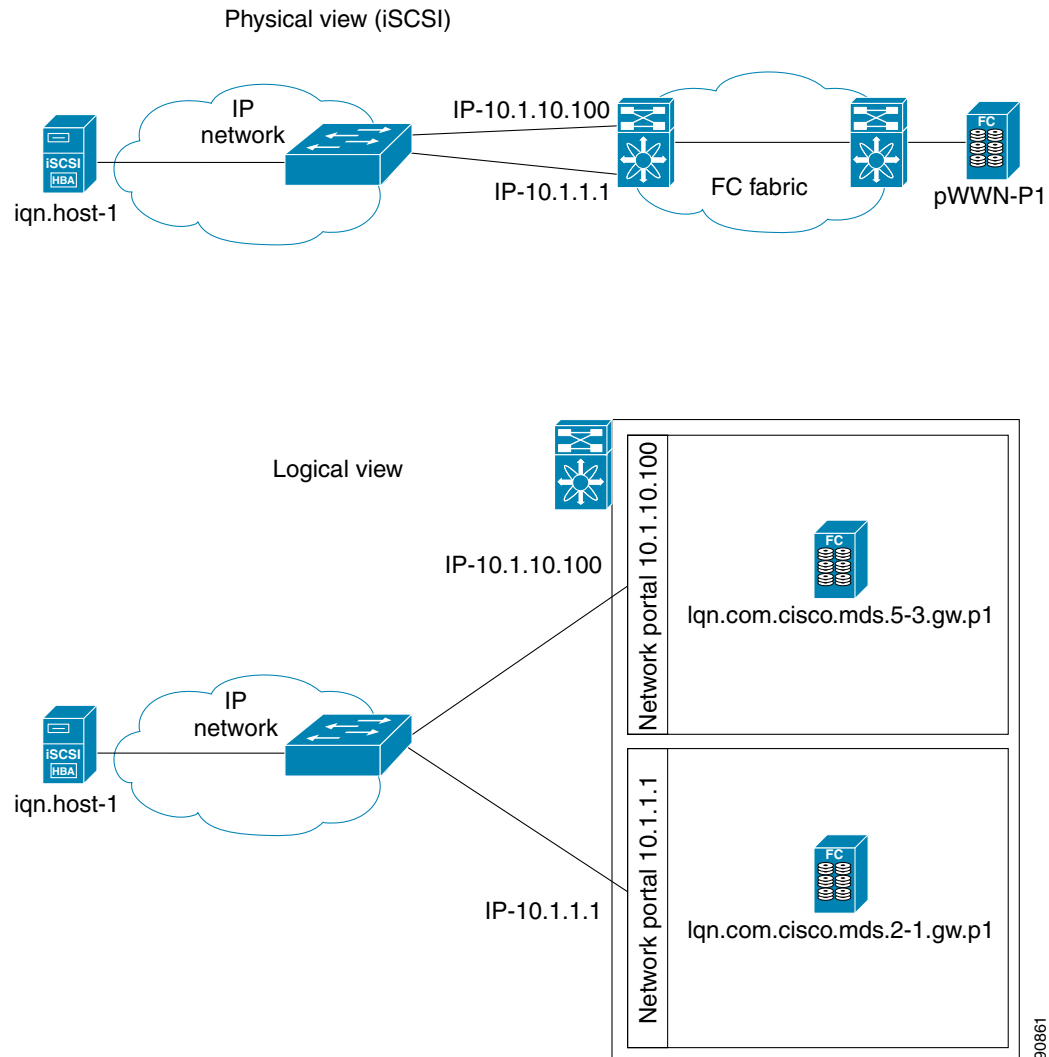 Physical view (iSCSI)
IP
network
IP-10.1.10.100
IP-10.1.1.1
iSCSI
HBA
iqn.host-1
FC fabric
FC
pWWN-P1
Logical view
IP-10.1.10.100
Network portal 10.1.10.100
FC
lqn.com.cisco.mds.5-3.gw.p1
IP
network
iSCSI
HBA
iqn.host-1
IP-10.1.1.1
Network portal 10.1.1.1
FC
lqn.com.cisco.mds.2-1.gw.p1
90861